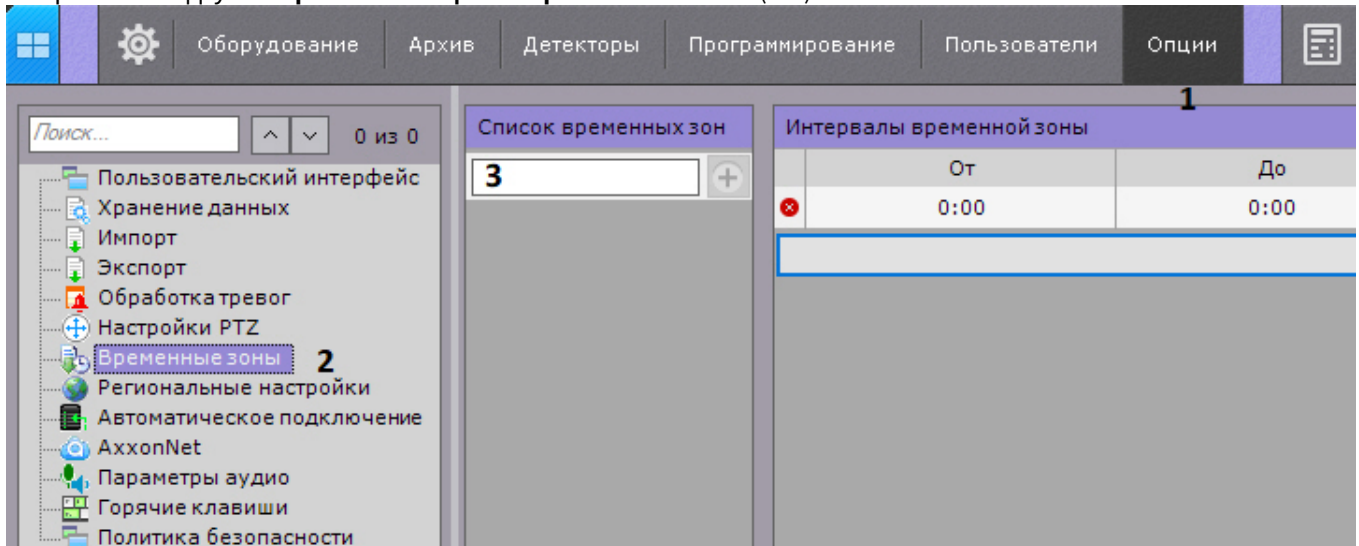 Оборудование Архив Детекторы Программирование Пользователи Опции
1
Поиск... 0 из 0
Список временных зон
Интервалы временной зоны
3
От До
0:00 0:00
Пользовательский интерфейс
Хранение данных
Импорт
Экспорт
Обработка тревог
Настройки PTZ
Временные зоны 2
Региональные настройки
Автоматическое подключение
AxxonNet
Параметры аудио
Горячие клавиши
Политика безопасности